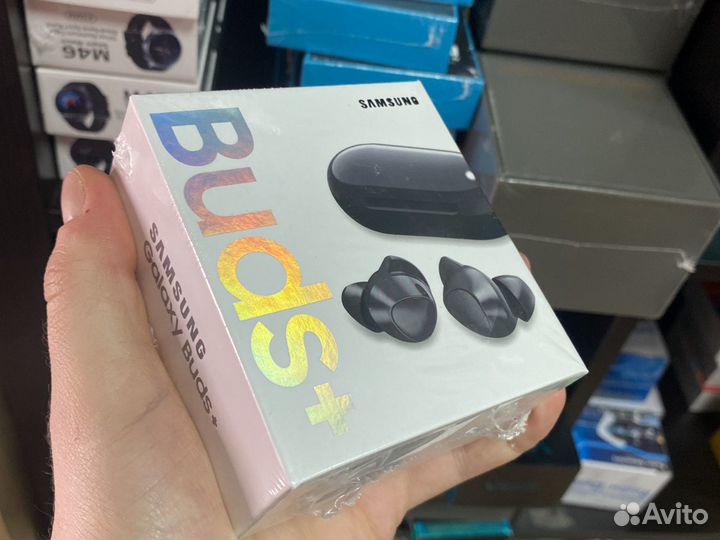 M46
SAMSUNG
Buds+
SAMSUNG
Galaxy Buds+
Avito